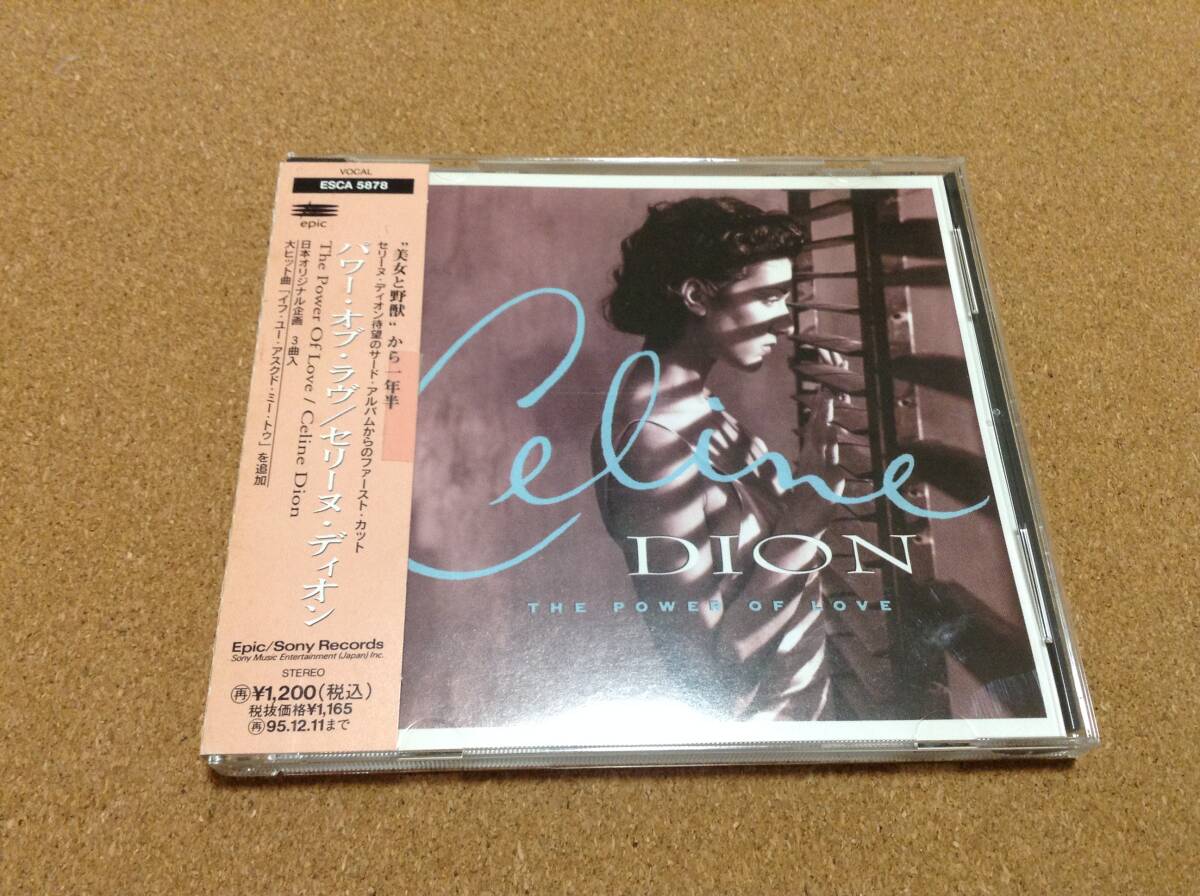 VOCAL
ESCA 5878
epic
"美女と野獣"から一年半
セリーヌ・ディオン待望のサード・アルバムからのファースト・カット
パワー・オブ・ラヴ/セリーヌ・ディオン
The Power Of Love / Celine Dion
日本オリジナル企画 3曲入
大ヒット曲「イフ・ユー・アスクド・ミー・トゥ」を追加
Epic/Sony Records
Sony Music Entertainment (Japan) Inc.
STEREO
再¥1,200(税込)
税抜価格¥1,165
再95.12.11まで
Celine
DION
THE POWER OF LOVE